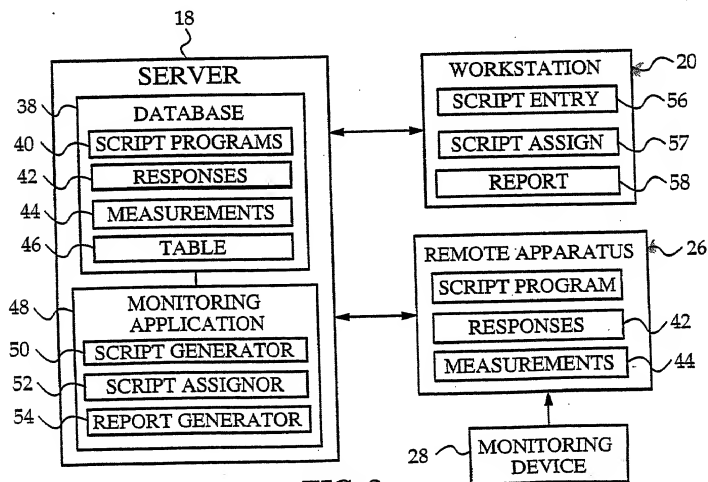 18
SERVER
38
DATABASE
40
SCRIPT PROGRAMS
42
RESPONSES
44
MEASUREMENTS
46
TABLE
48
MONITORING
APPLICATION
50
SCRIPT GENERATOR
52
SCRIPT ASSIGNOR
54
REPORT GENERATOR
WORKSTATION
20
SCRIPT ENTRY
56
SCRIPT ASSIGN
57
REPORT
58
REMOTE APPARATUS
26
SCRIPT PROGRAM
RESPONSES
42
MEASUREMENTS
44
28
MONITORING
DEVICE